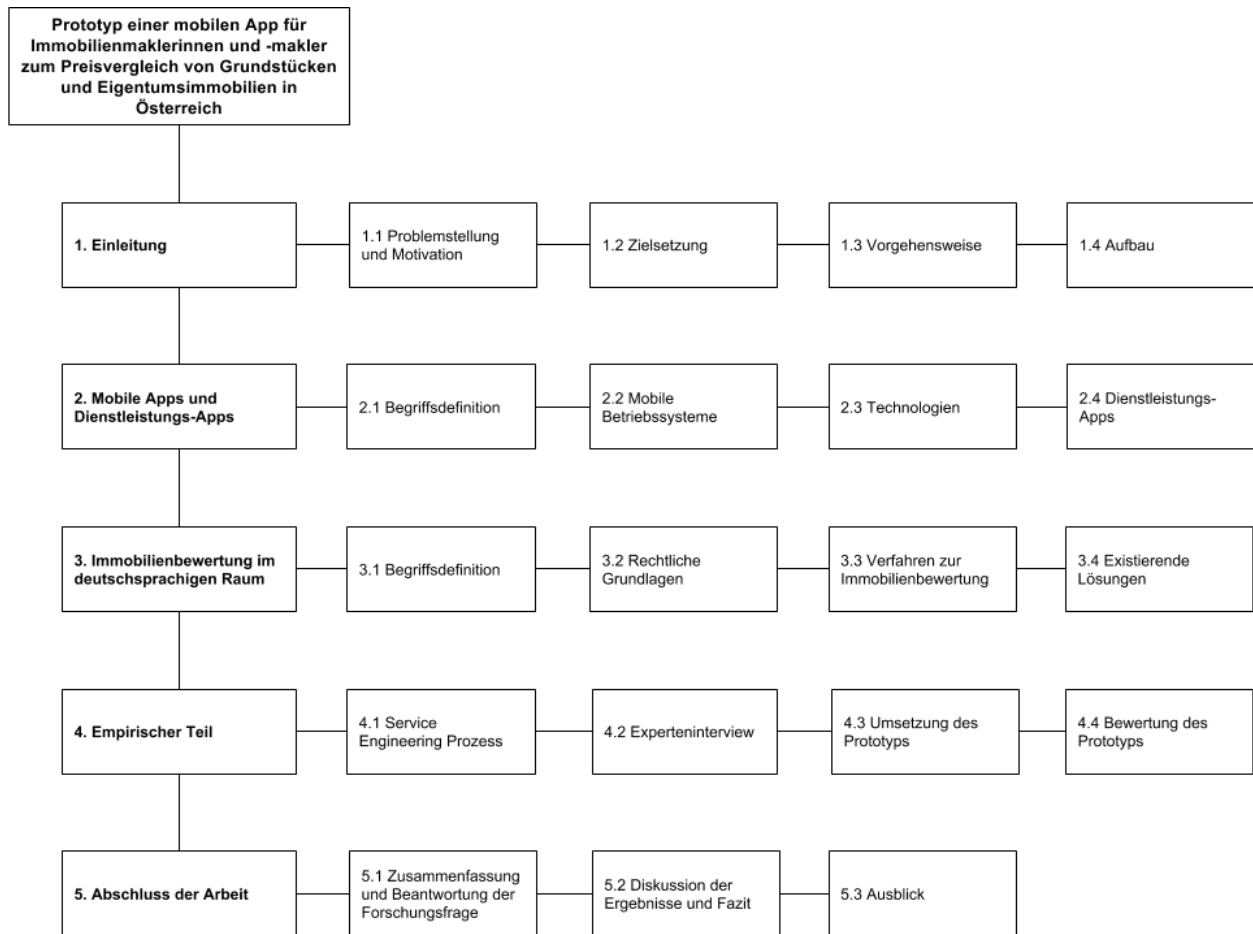 Prototyp einer mobilen App für
Immobilienmaklerinnen und -makler
zum Preisvergleich von Grundstücken
und Eigentumsimmobilien in
Österreich
1. Einleitung
1.1 Problemstellung
und Motivation
1.2 Zielsetzung
1.3 Vorgehensweise
1.4 Aufbau
2. Mobile Apps und
Dienstleistungs-Apps
2.1 Begriffsdefinition
2.2 Mobile
Betriebssysteme
2.3 Technologien
2.4 Dienstleistungs-
Apps
3. Immobilienbewertung im
deutschsprachigen Raum
3.1 Begriffsdefinition
3.2 Rechtliche
Grundlagen
3.3 Verfahren zur
Immobilienbewertung
3.4 Existierende
Lösungen
4. Empirischer Teil
4.1 Service
Engineering Prozess
4.2 Experteninterview
4.3 Umsetzung des
Prototyps
4.4 Bewertung des
Prototyps
5. Abschluss der Arbeit
5.1 Zusammenfassung
und Beantwortung der
Forschungsfrage
5.2 Diskussion der
Ergebnisse und Fazit
5.3 Ausblick